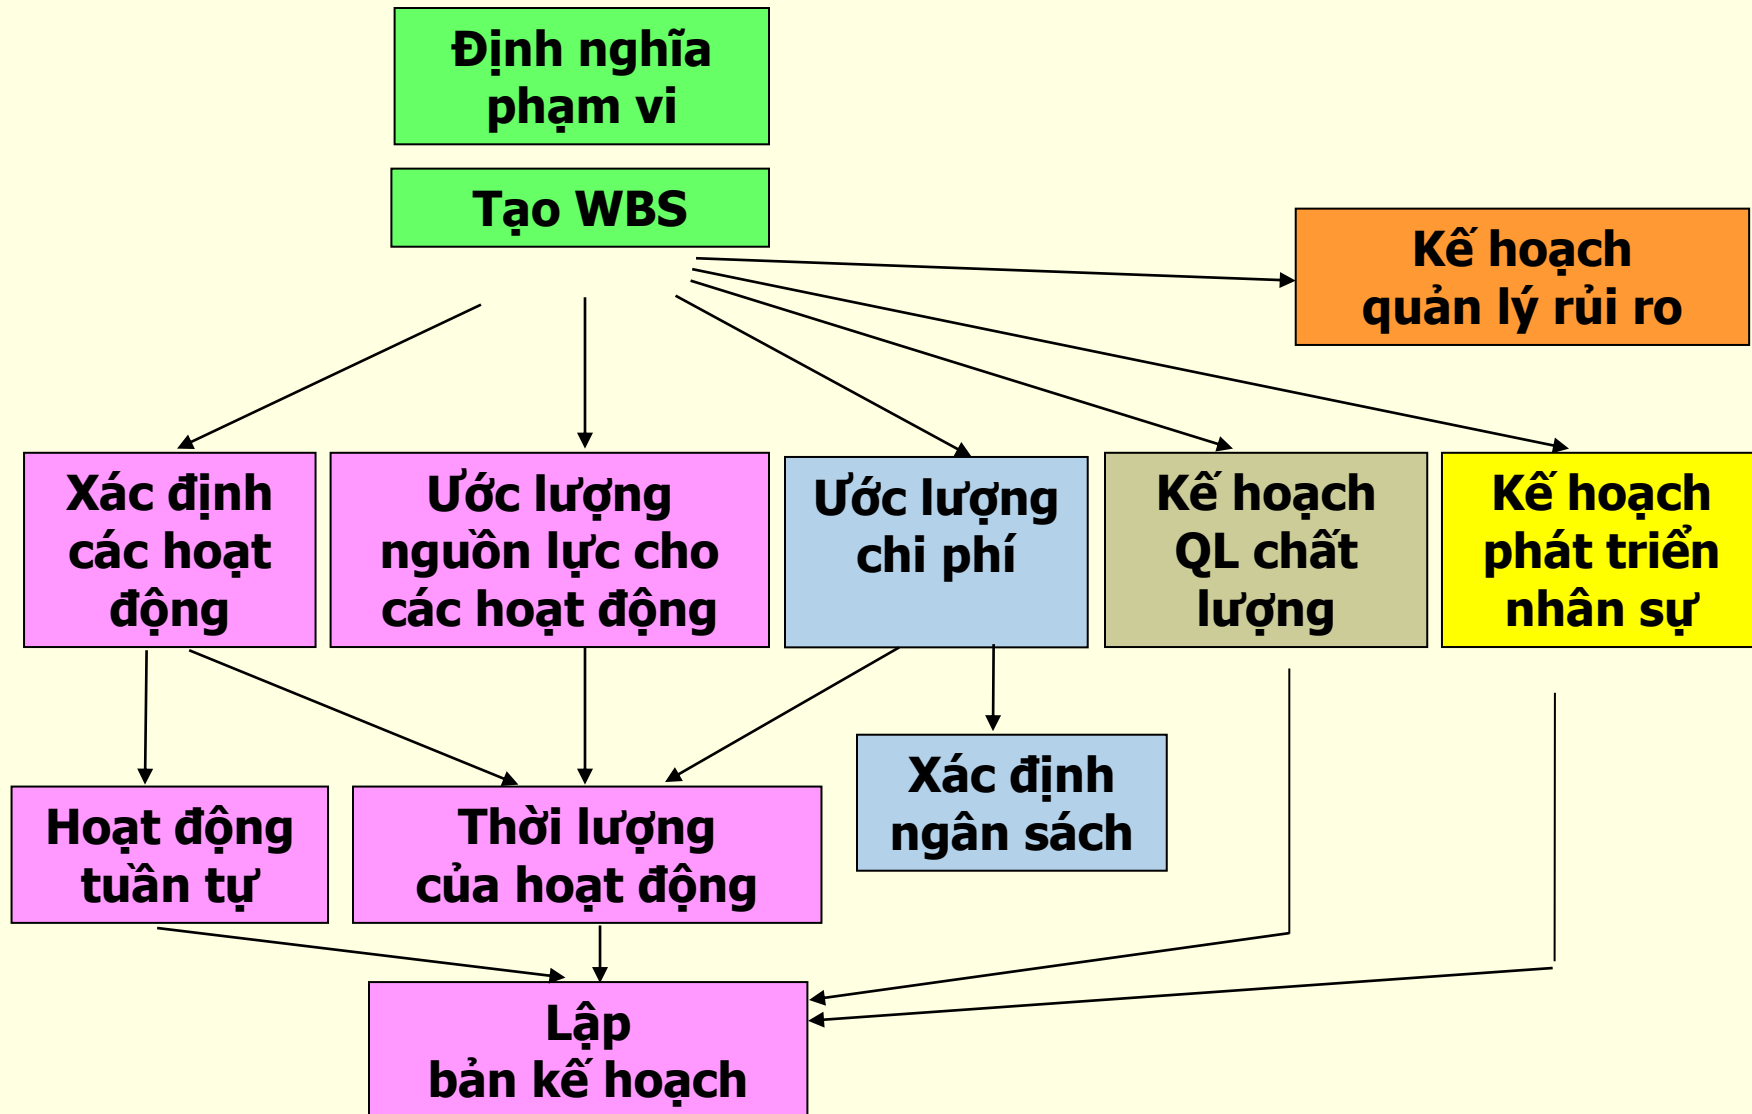 Định nghĩa
phạm vi
Tạo WBS
Kế hoạch
quản lý rủi ro
Xác định
các hoạt
động
Ước lượng
nguồn lực cho
các hoạt động
Ước lượng
chi phí
Kế hoạch
QL chất
lượng
Kế hoạch
phát triển
nhân sự
Hoạt động
tuần tự
Thời lượng
của hoạt động
Xác định
ngân sách
Lập
bản kế hoạch